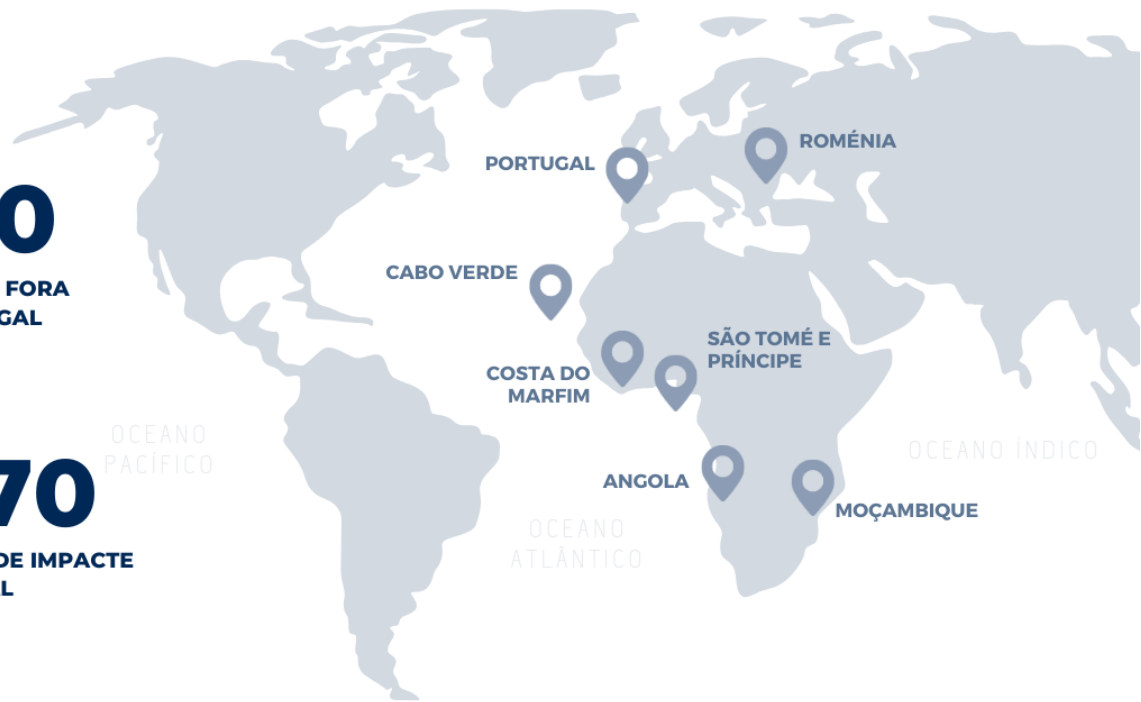 0
FORA
GAL
70
DE IMPACTE
L
PORTUGAL
ROMÉNIA
CABO VERDE
SÃO TOMÉ E
PRÍNCIPE
COSTA DO
MARFIM
ANGOLA
MOÇAMBIQUE
OCEANO
PACÍFICO
OCEANO
ATLÂNTICO
OCEANO ÍNDICO